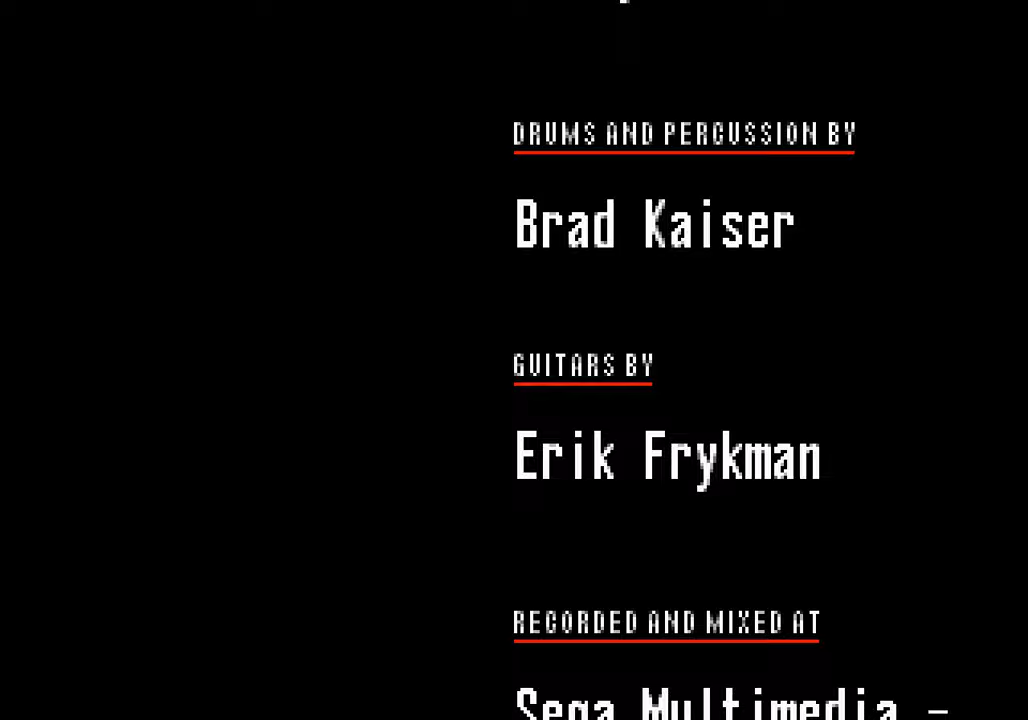 DRUMS AND PERCUSSION BY
Brad Kaiser
GUITARS BY
Erik Frykman
RECORDED AND MIXED AT
Sega Multimedia -